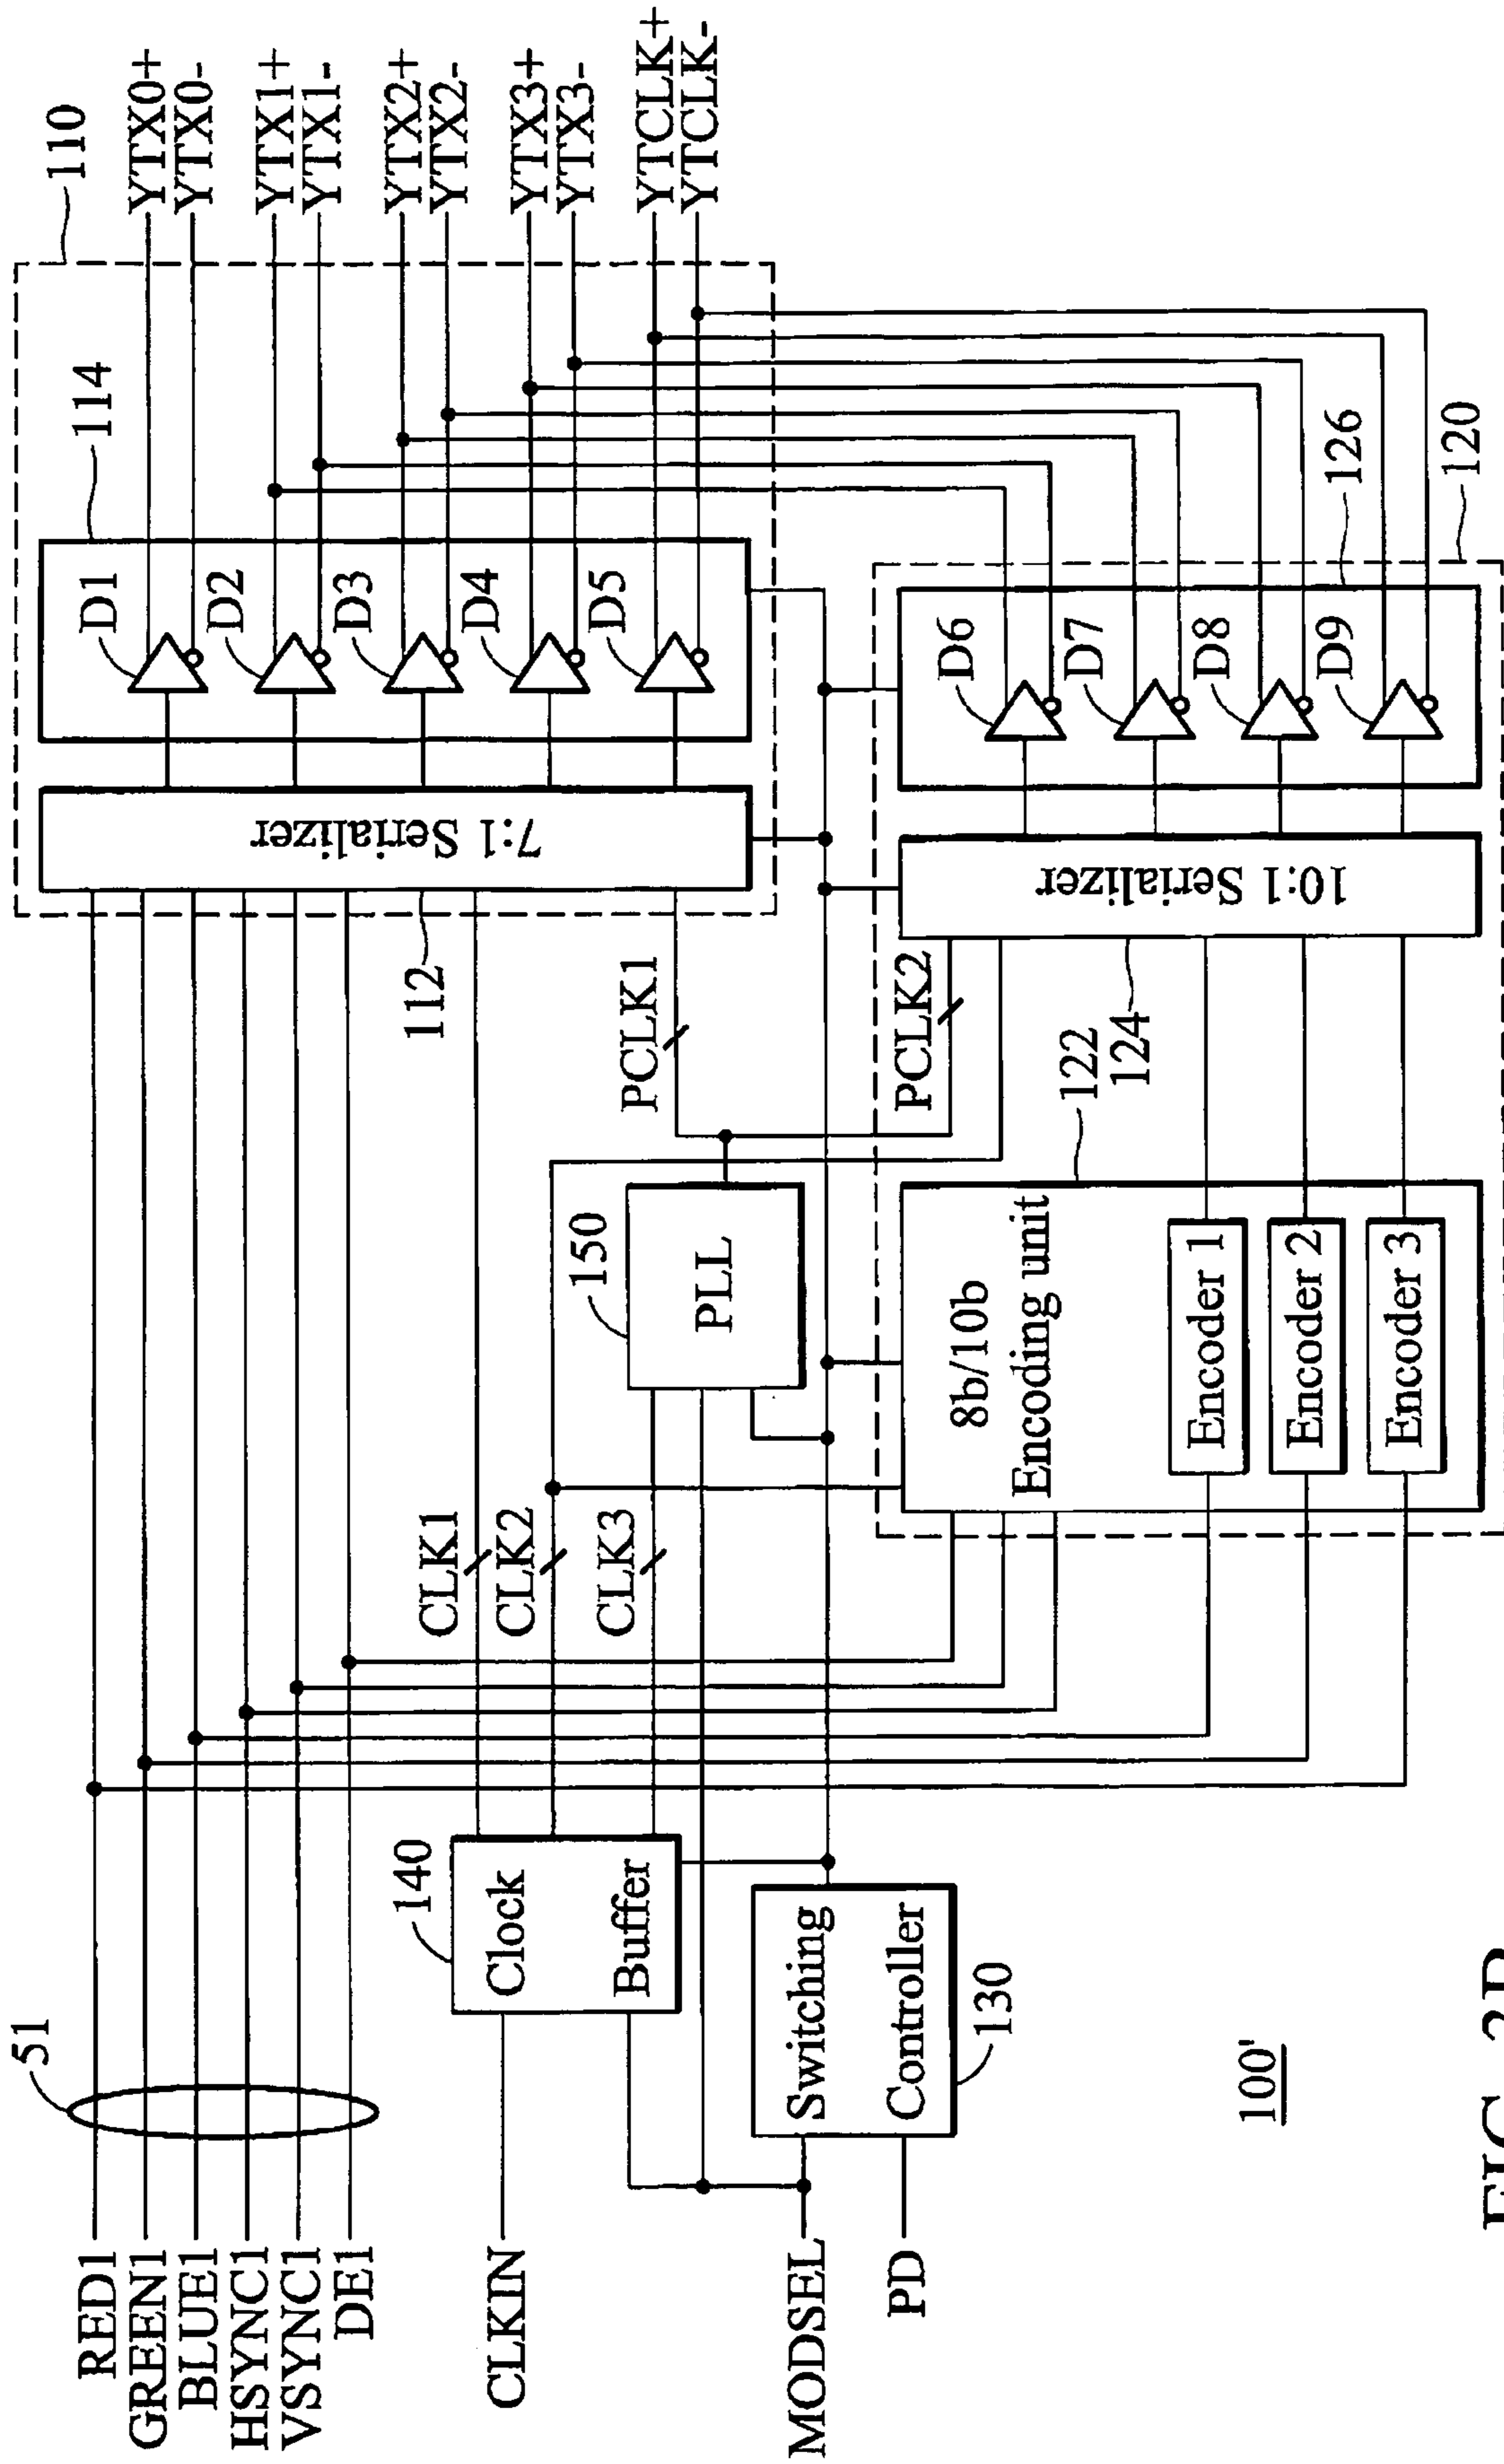 51
RED1
GREEN1
BLUE1
HSYNC1
VSYNC1
DE1
CLKIN
MODSEL
PD
140
Clock
Buffer
Switching
Controller
130
CLK1
CLK2
CLK3
150
PLL
PCLK1
PCLK2
112
7:1 Serializer
114
D1
D2
D3
D4
D5
110
YTX0+
YTX0-
YTX1+
YTX1-
YTX2+
YTX2-
YTX3+
YTX3-
YTCLK+
YTCLK-
8b/10b
Encoding unit
Encoder 1
Encoder 2
Encoder 3
122
124
10:1 Serializer
D6
D7
D8
D9
126
120
100'